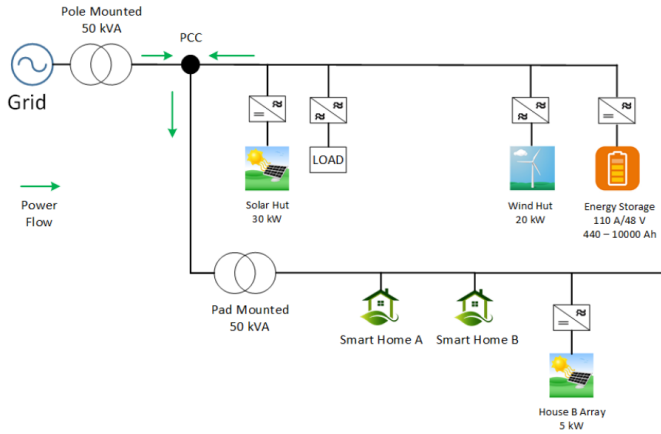 Pole Mounted
50 kVA
PCC
Grid
LOAD
Power
Flow
Solar Hut
30 kW
Wind Hut
20 kW
Energy Storage
110 A/48 V
440 – 10000 Ah
Pad Mounted
50 kVA
Smart Home A
Smart Home B
House B Array
5 kW